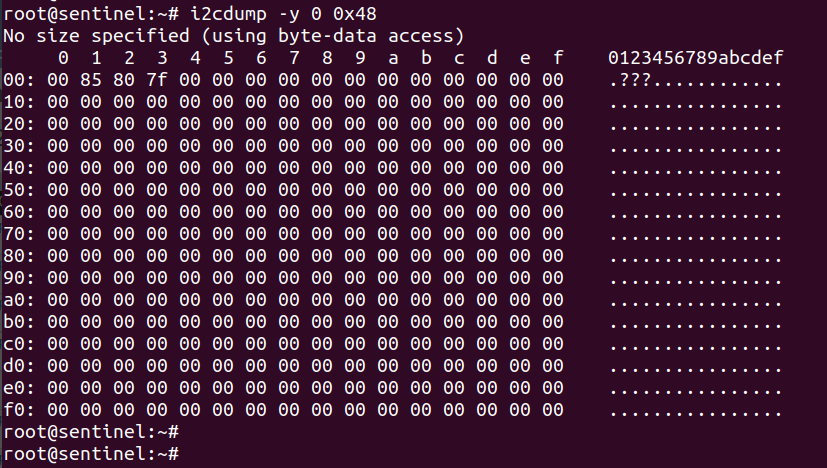 root@sentinel:~# i2cdump -y 0 0x48
No size specified (using byte-data access)
     0  1  2  3  4  5  6  7  8  9  a  b  c  d  e  f    0123456789abcdef
00: 00 85 80 7f 00 00 00 00 00 00 00 00 00 00 00 00    .???............
10: 00 00 00 00 00 00 00 00 00 00 00 00 00 00 00 00    ................
20: 00 00 00 00 00 00 00 00 00 00 00 00 00 00 00 00    ................
30: 00 00 00 00 00 00 00 00 00 00 00 00 00 00 00 00    ................
40: 00 00 00 00 00 00 00 00 00 00 00 00 00 00 00 00    ................
50: 00 00 00 00 00 00 00 00 00 00 00 00 00 00 00 00    ................
60: 00 00 00 00 00 00 00 00 00 00 00 00 00 00 00 00    ................
70: 00 00 00 00 00 00 00 00 00 00 00 00 00 00 00 00    ................
80: 00 00 00 00 00 00 00 00 00 00 00 00 00 00 00 00    ................
90: 00 00 00 00 00 00 00 00 00 00 00 00 00 00 00 00    ................
a0: 00 00 00 00 00 00 00 00 00 00 00 00 00 00 00 00    ................
b0: 00 00 00 00 00 00 00 00 00 00 00 00 00 00 00 00    ................
c0: 00 00 00 00 00 00 00 00 00 00 00 00 00 00 00 00    ................
d0: 00 00 00 00 00 00 00 00 00 00 00 00 00 00 00 00    ................
e0: 00 00 00 00 00 00 00 00 00 00 00 00 00 00 00 00    ................
f0: 00 00 00 00 00 00 00 00 00 00 00 00 00 00 00 00    ................
root@sentinel:~#
root@sentinel:~#